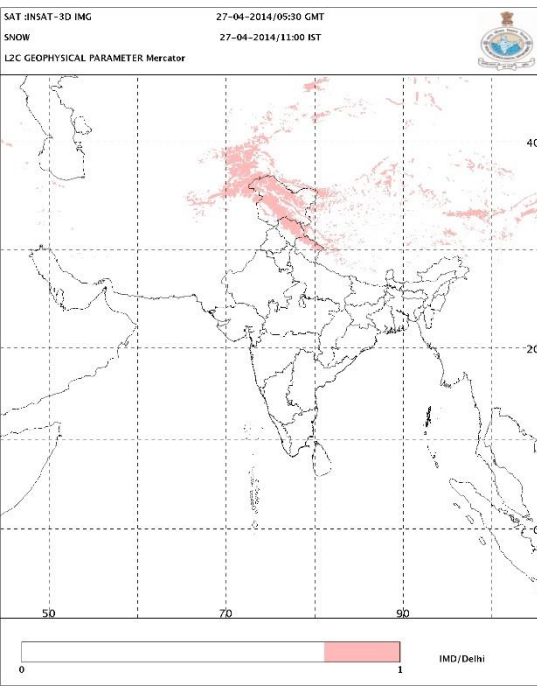 SAT :INSAT-3D IMG 27-04-2014/05:30 GMT
SNOW 27-04-2014/11:00 IST
L2C GEOPHYSICAL PARAMETER Mercator
40
20
0
50 70 90
0 1 IMD/Delhi